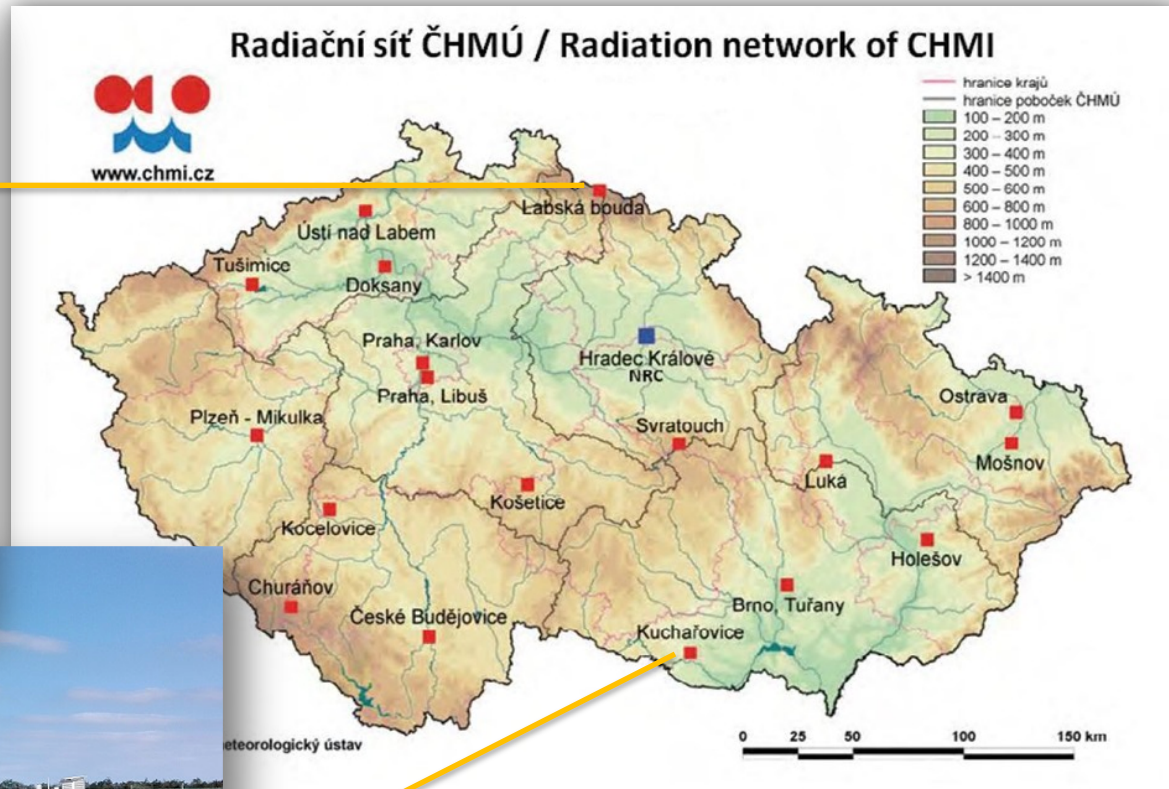 Radiační síť ČHMÚ / Radiation network of CHMI
www.chmi.cz
hranice krajů
hranice poboček ČHMÚ
100 – 200 m
200 – 300 m
300 – 400 m
400 – 500 m
500 – 600 m
600 – 800 m
800 – 1000 m
1000 – 1200 m
1200 – 1400 m
> 1400 m
Labská bouda
Ústí nad Labem
Tušimice
Doksany
Praha, Karlov
Hradec Králové
NRC
Praha, Libuš
Ostrava
Plzeň - Mikulka
Svratouch
Mošnov
Luká
Košetice
Kocelovice
Holešov
Churáňov
Brno, Tuřany
České Budějovice
Kuchařovice
eteorologický ústav
0 25 50 100 150 km